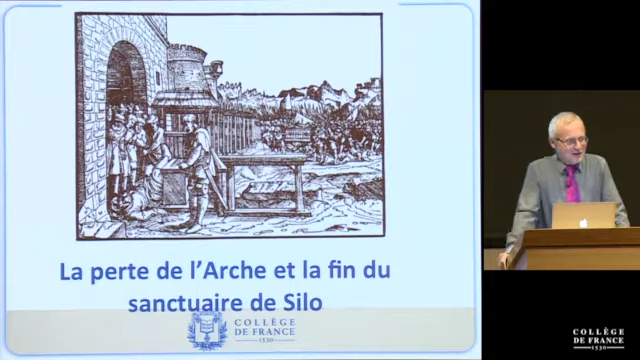 La perte de l’Arche et la fin du
sanctuaire de Silo
COLLÈGE
DE FRANCE
1530
COLLÈGE
DE FRANCE
1530